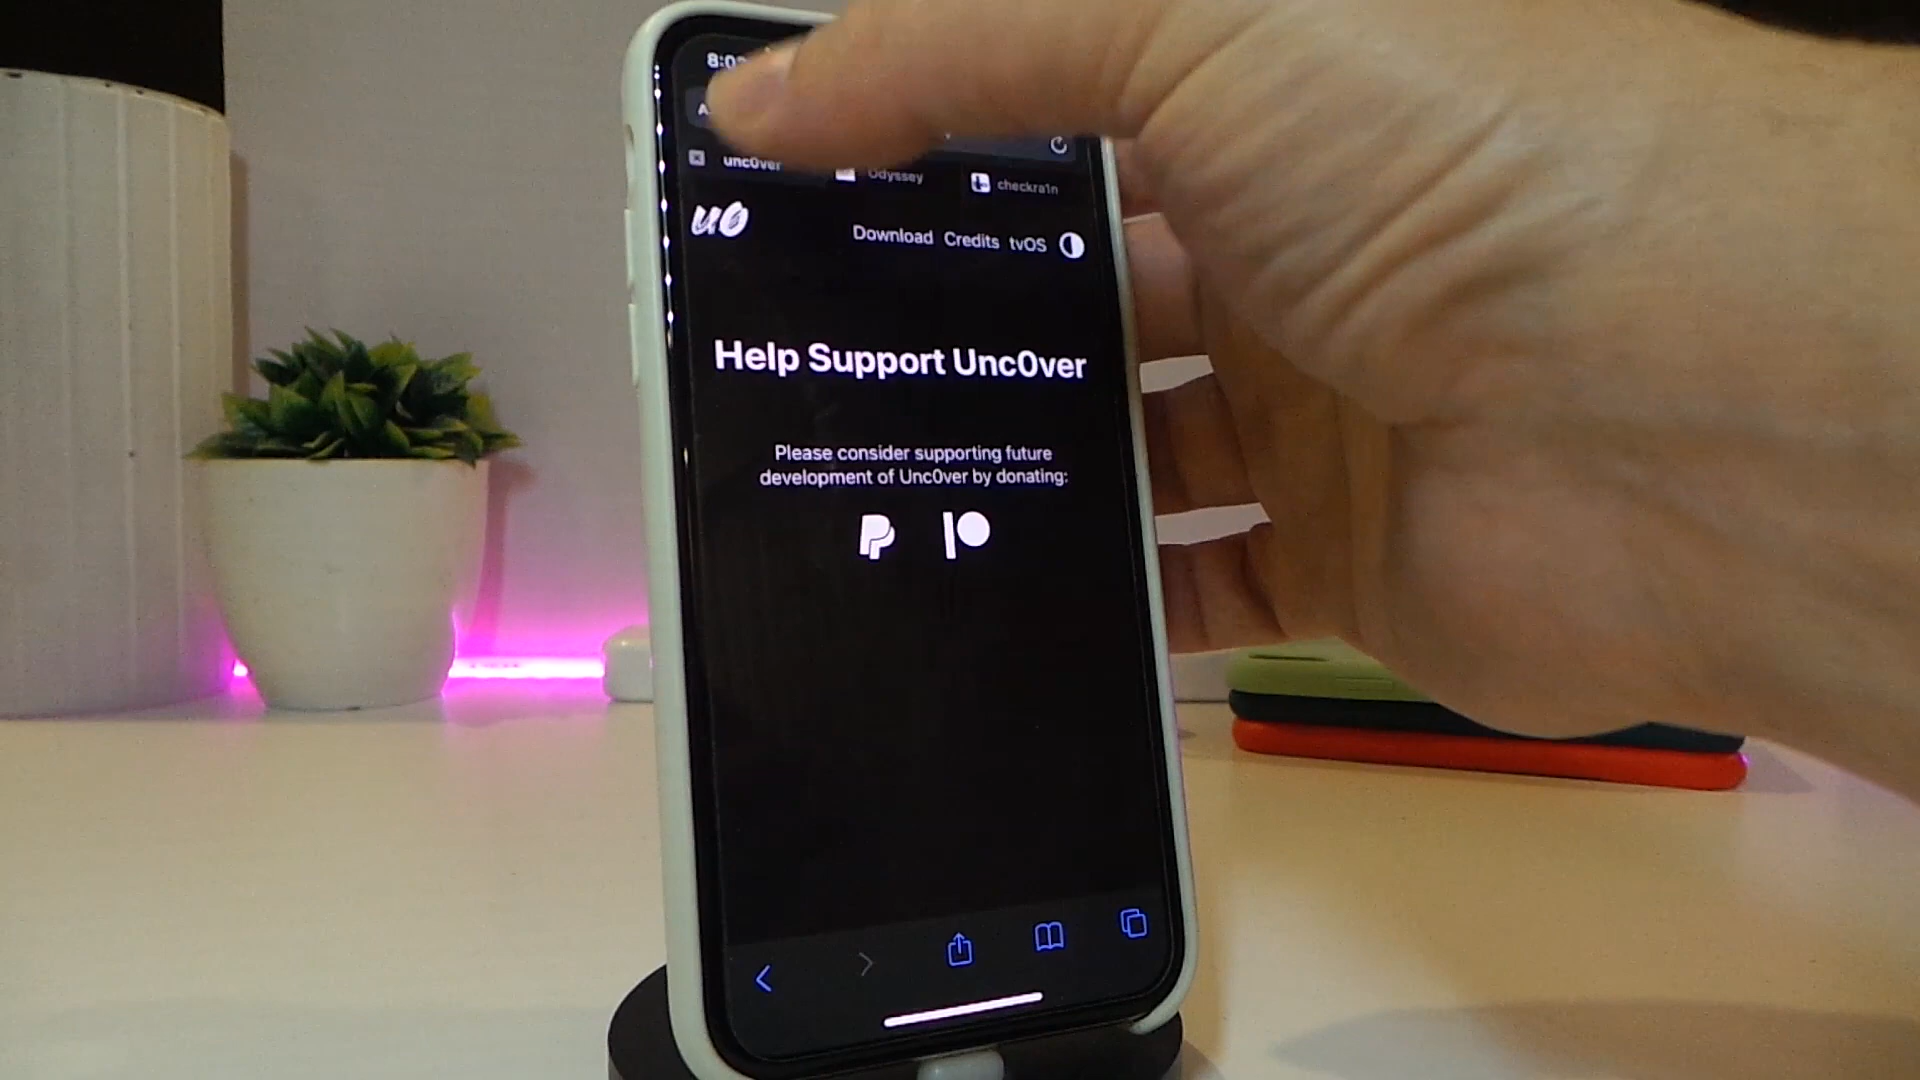 unc0ver Odyssey checkra1n
u0 Download Credits tvOS
Help Support Unc0ver
Please consider supporting future
development of Unc0ver by donating: